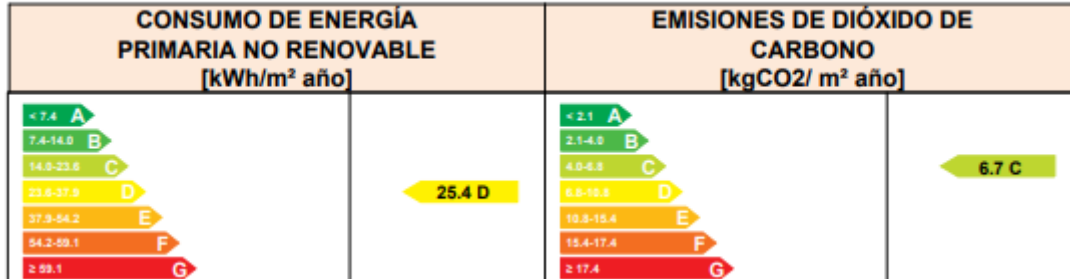 CONSUMO DE ENERGÍA
PRIMARIA NO RENOVABLE
[kWh/m² año]
EMISIONES DE DIÓXIDO DE
CARBONO
[kgCO2/ m² año]
< 7.4 A
7.4-14.0 B
14.0-23.6 C
23.6-37.9 D
37.9-54.2 E
54.2-59.1 F
≥ 59.1 G
25.4 D
< 2.1 A
2.1-4.0 B
4.0-6.8 C
6.8-10.8 D
10.8-15.4 E
15.4-17.4 F
≥ 17.4 G
6.7 C